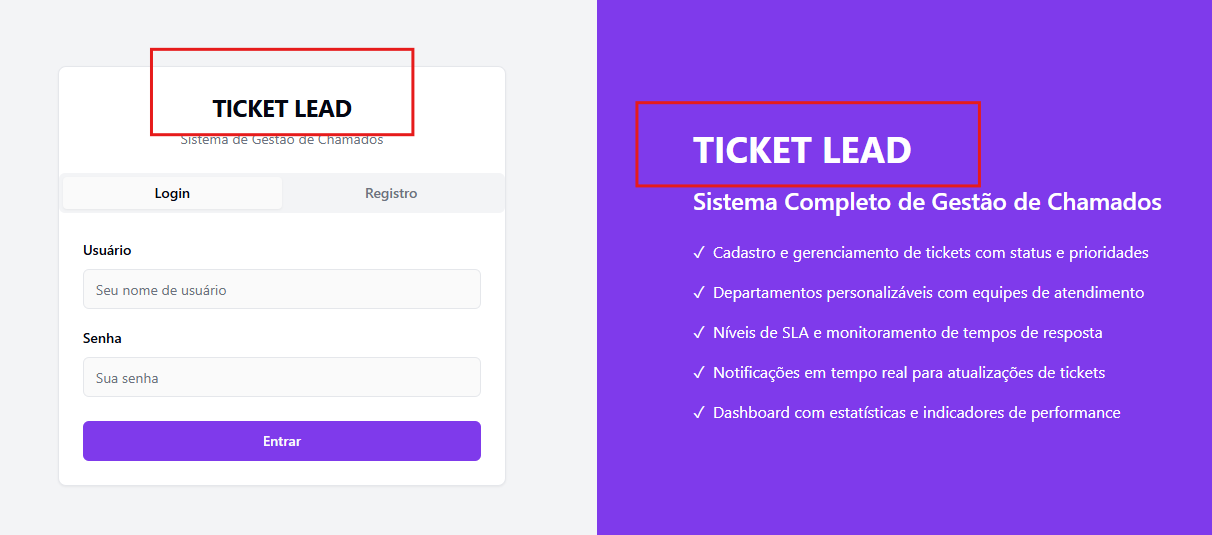 TICKET LEAD
Sistema de Gestão de Chamados
Login
Registro
Usuário
Seu nome de usuário
Senha
Sua senha
Entrar
TICKET LEAD
Sistema Completo de Gestão de Chamados
✓ Cadastro e gerenciamento de tickets com status e prioridades
✓ Departamentos personalizáveis com equipes de atendimento
✓ Níveis de SLA e monitoramento de tempos de resposta
✓ Notificações em tempo real para atualizações de tickets
✓ Dashboard com estatísticas e indicadores de performance